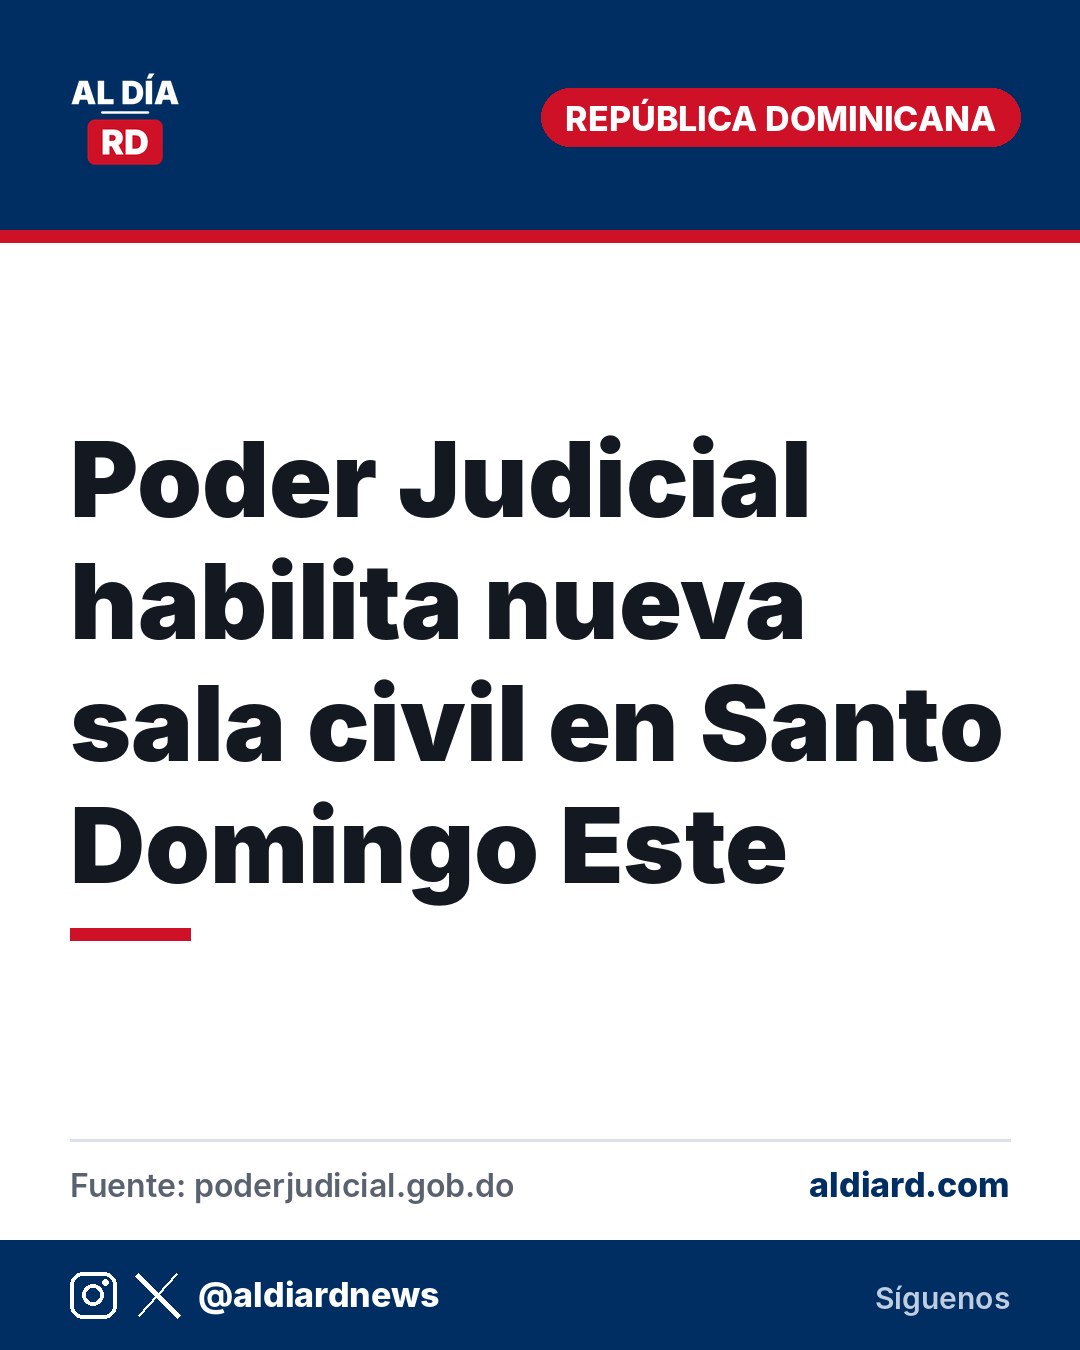 AL DÍA
RD
REPÚBLICA DOMINICANA
Poder Judicial
habilita nueva
sala civil en Santo
Domingo Este
Fuente: poderjudicial.gob.do
aldiard.com
@aldiardnews
Síguenos